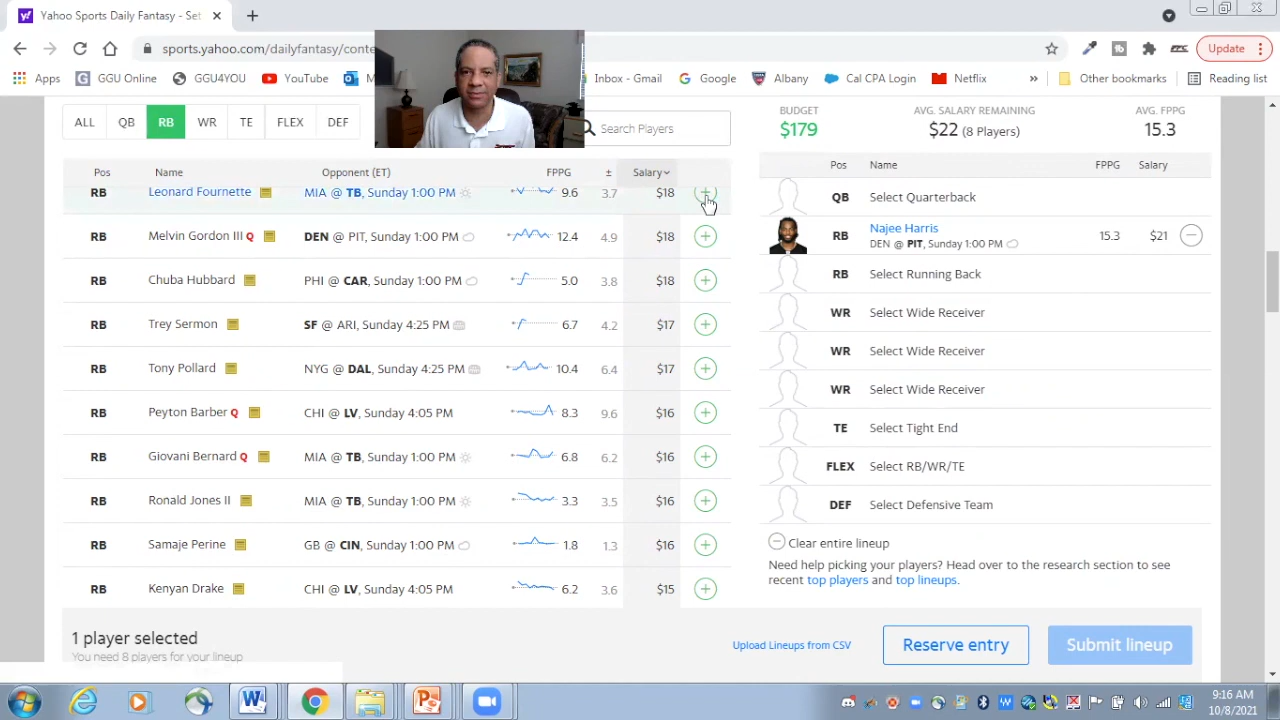 Yahoo Sports Daily Fantasy - Set
sports.yahoo.com/dailyfantasy/conte
Update
Apps GGU Online GGU4YOU YouTube M Inbox - Gmail Google Albany Cal CPA Login Netflix » Other bookmarks Reading list
ALL QB RB WR TE FLEX DEF Search Players
Pos Name Opponent (ET) FPPG ± Salary
RB Leonard Fournette MIA @ TB, Sunday 1:00 PM 9.6 3.7 $18
RB Melvin Gordon III Q DEN @ PIT, Sunday 1:00 PM 12.4 4.9 $18
RB Chuba Hubbard PHI @ CAR, Sunday 1:00 PM 5.0 3.8 $18
RB Trey Sermon SF @ ARI, Sunday 4:25 PM 6.7 4.2 $17
RB Tony Pollard NYG @ DAL, Sunday 4:25 PM 10.4 6.4 $17
RB Peyton Barber Q CHI @ LV, Sunday 4:05 PM 8.3 9.6 $16
RB Giovani Bernard Q MIA @ TB, Sunday 1:00 PM 6.8 6.2 $16
RB Ronald Jones II MIA @ TB, Sunday 1:00 PM 3.3 3.5 $16
RB Samaje Perine GB @ CIN, Sunday 1:00 PM 1.8 1.3 $16
RB Kenyan Drake CHI @ LV, Sunday 4:05 PM 6.2 3.6 $15
BUDGET AVG. SALARY REMAINING AVG. FPPG
$179 $22 (8 Players) 15.3
Pos Name FPPG Salary
QB Select Quarterback
RB Najee Harris 15.3 $21
DEN @ PIT, Sunday 1:00 PM
RB Select Running Back
WR Select Wide Receiver
WR Select Wide Receiver
WR Select Wide Receiver
TE Select Tight End
FLEX Select RB/WR/TE
DEF Select Defensive Team
Clear entire lineup
Need help picking your players? Head over to the research section to see
recent top players and top lineups.
1 player selected
You need 8 players for your lineup
Upload Lineups from CSV Reserve entry Submit lineup
9:16 AM
10/8/2021